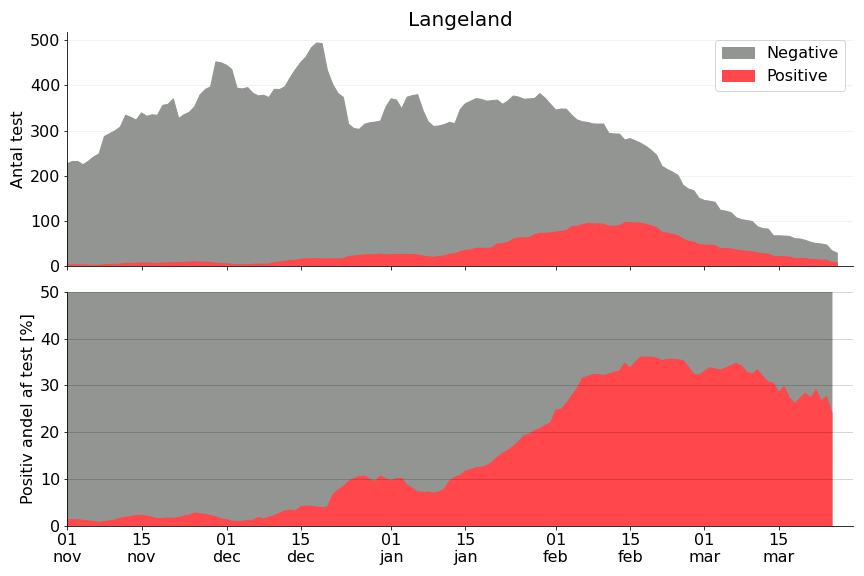 Langeland
Antal test
500
400
300
200
100
0
Negative
Positive
Positiv andel af test [%]
50
40
30
20
10
0
01 15 01 15 01 15 01 15 01 15
nov nov dec dec jan jan feb feb mar mar